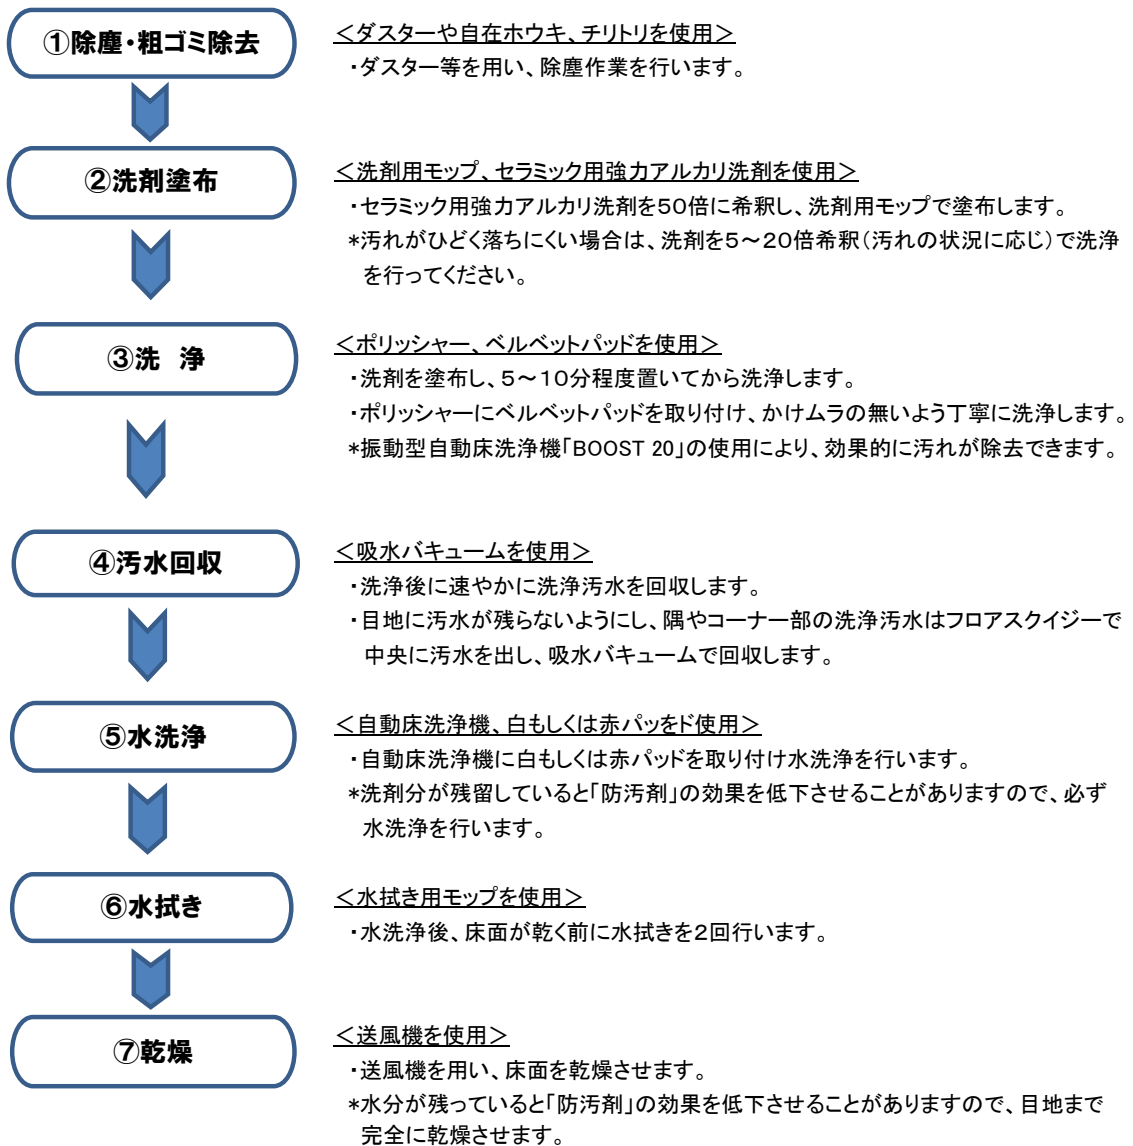 ①除塵・粗ゴミ除去
＜ダスターや自在ホウキ、チリトリを使用＞
・ダスター等を用い、除塵作業を行います。
②洗剤塗布
＜洗剤用モップ、セラミック用強力アルカリ洗剤を使用＞
・セラミック用強力アルカリ洗剤を５０倍に希釈し、洗剤用モップで塗布します。
*汚れがひどく落ちにくい場合は、洗剤を５～２０倍希釈（汚れの状況に応じ）で洗浄
を行ってください。
③洗　浄
＜ポリッシャー、ベルベットパッドを使用＞
・洗剤を塗布し、５～１０分程度置いてから洗浄します。
・ポリッシャーにベルベットパッドを取り付け、かけムラの無いよう丁寧に洗浄します。
*振動型自動床洗浄機「BOOST 20」の使用により、効果的に汚れが除去できます。
④汚水回収
＜吸水バキュームを使用＞
・洗浄後に速やかに洗浄汚水を回収します。
・目地に汚水が残らないようにし、隅やコーナー部の洗浄汚水はフロアスクイジーで
中央に汚水を出し、吸水バキュームで回収します。
⑤水洗浄
＜自動床洗浄機、白もしくは赤パッをド使用＞
・自動床洗浄機に白もしくは赤パッドを取り付け水洗浄を行います。
*洗剤分が残留していると「防汚剤」の効果を低下させることがありますので、必ず
水洗浄を行います。
⑥水拭き
＜水拭き用モップを使用＞
・水洗浄後、床面が乾く前に水拭きを２回行います。
⑦乾燥
＜送風機を使用＞
・送風機を用い、床面を乾燥させます。
*水分が残っていると「防汚剤」の効果を低下させることがありますので、目地まで
完全に乾燥させます。